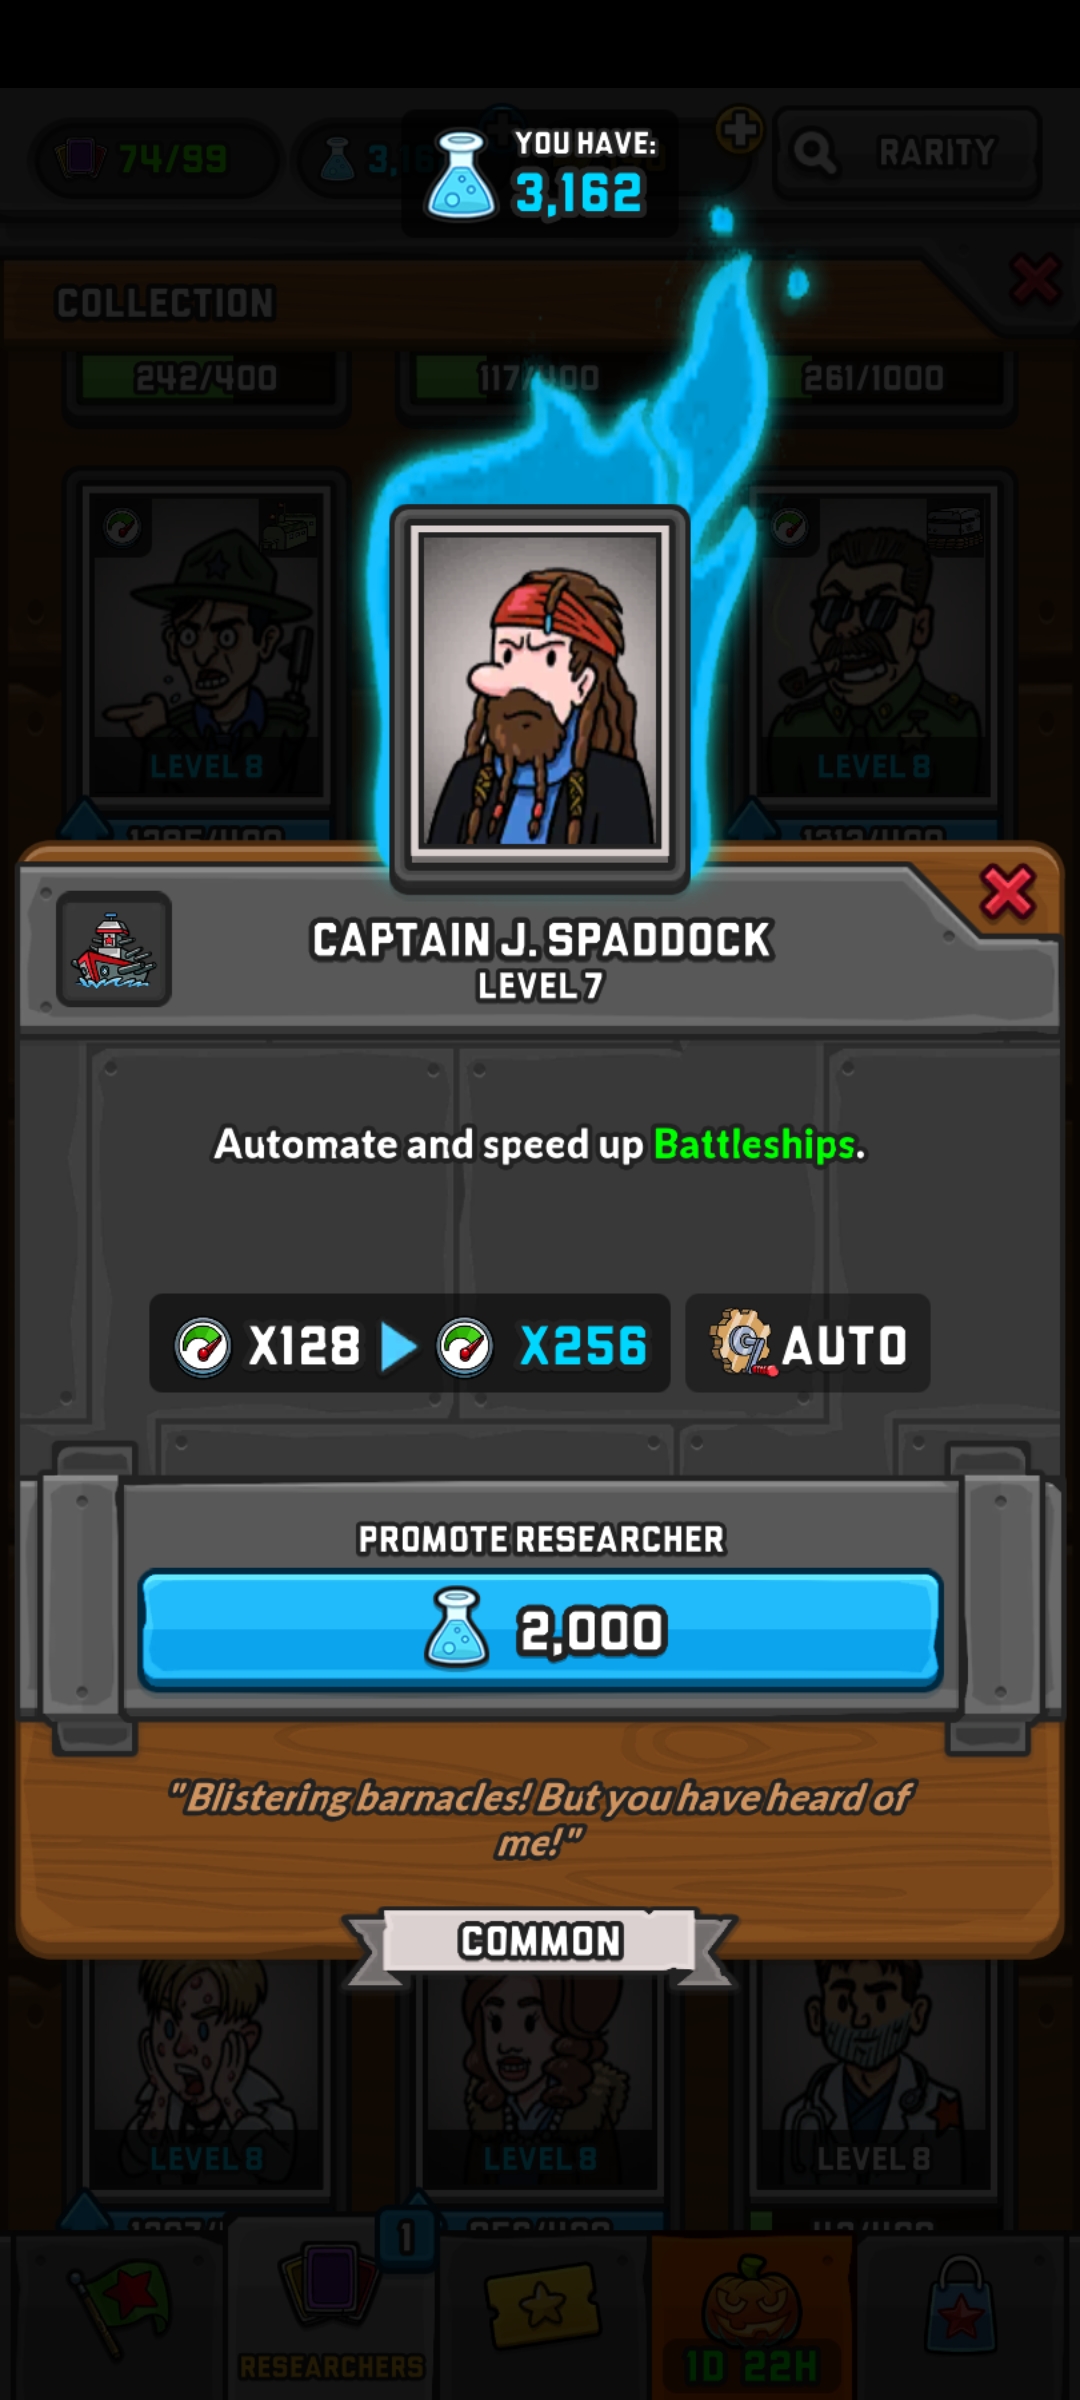 74/99
3,16
YOU HAVE:
3,162
RARITY
COLLECTION
242/400
261/1000
LEVEL 8
LEVEL 8
CAPTAIN J. SPADDOCK
LEVEL 7
Automate and speed up Battleships.
X128 X256 AUTO
PROMOTE RESEARCHER
2,000
"Blistering barnacles! But you have heard of
me!"
COMMON
LEVEL 8
LEVEL 8
LEVEL 8
1
RESEARCHERS
1D 22H